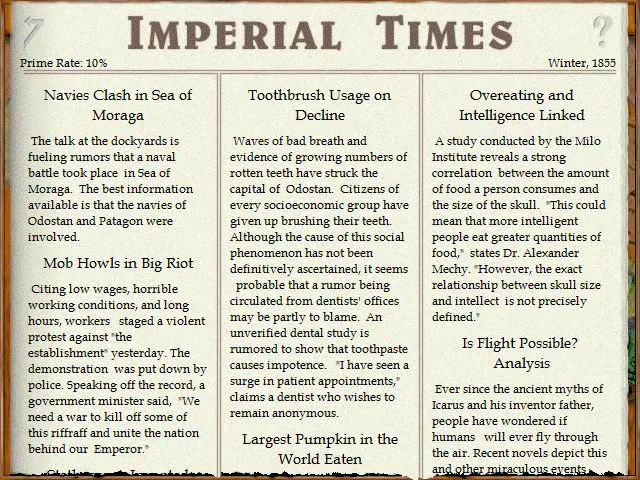 IMPERIAL TIMES
Prime Rate: 10%
Winter, 1855
Navies Clash in Sea of
Moraga
The talk at the dockyards is
fueling rumors that a naval
battle took place in Sea of
Moraga. The best information
available is that the navies of
Odostan and Patagon were
involved.
Mob Howls in Big Riot
Citing low wages, horrible
working conditions, and long
hours, workers staged a violent
protest against "the
establishment" yesterday. The
demonstration was put down by
police. Speaking off the record, a
government minister said, "We
need a war to kill off some of
this riffraff and unite the nation
behind our Emperor."
Toothbrush Usage on
Decline
Waves of bad breath and
evidence of growing numbers of
rotten teeth have struck the
capital of Odostan. Citizens of
every socioeconomic group have
given up brushing their teeth.
Although the cause of this social
phenomenon has not been
definitively ascertained, it seems
probable that a rumor being
circulated from dentists' offices
may be partly to blame. An
unverified dental study is
rumored to show that toothpaste
causes impotence. "I have seen a
surge in patient appointments,"
claims a dentist who wishes to
remain anonymous.
Largest Pumpkin in the
World Eaten
Overeating and
Intelligence Linked
A study conducted by the Milo
Institute reveals a strong
correlation between the amount
of food a person consumes and
the size of the skull. "This could
mean that more intelligent
people eat greater quantities of
food," states Dr. Alexander
Mechy. "However, the exact
relationship between skull size
and intellect is not precisely
defined."
Is Flight Possible?
Analysis
Ever since the ancient myths of
Icarus and his inventor father,
people have wondered if
humans will ever fly through
the air. Recent novels depict this
and other miraculous events